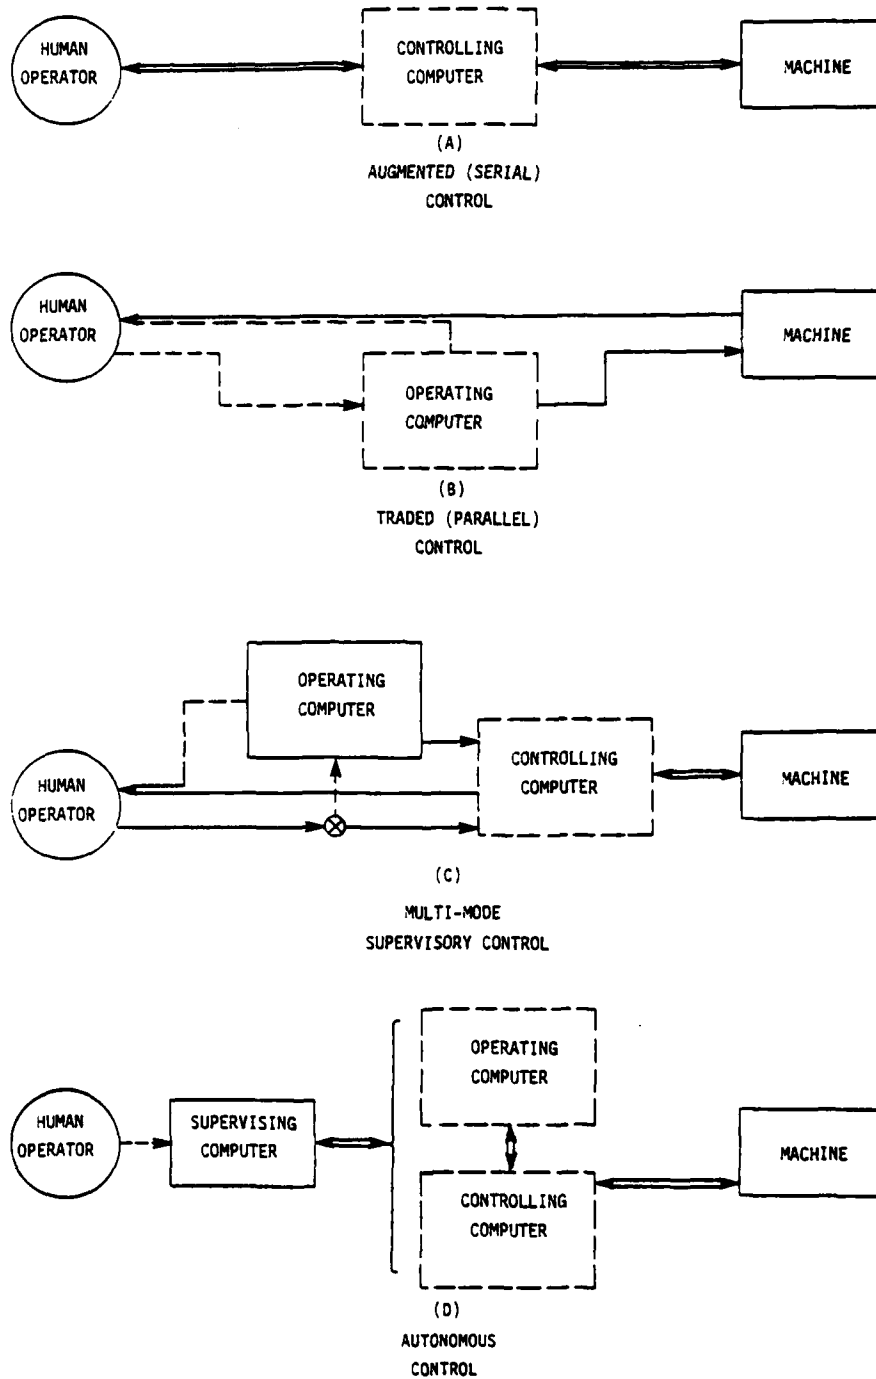 HUMAN
OPERATOR
CONTROLLING
COMPUTER
MACHINE
(A)
AUGMENTED (SERIAL)
CONTROL
HUMAN
OPERATOR
OPERATING
COMPUTER
MACHINE
(B)
TRADED (PARALLEL)
CONTROL
OPERATING
COMPUTER
HUMAN
OPERATOR
CONTROLLING
COMPUTER
MACHINE
(C)
MULTI-MODE
SUPERVISORY CONTROL
HUMAN
OPERATOR
SUPERVISING
COMPUTER
OPERATING
COMPUTER
CONTROLLING
COMPUTER
MACHINE
(D)
AUTONOMOUS
CONTROL